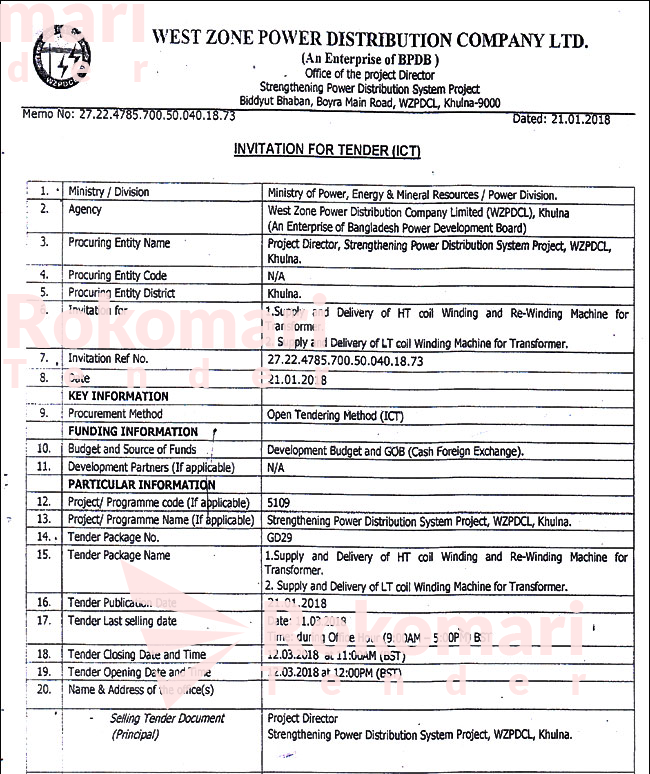 WEST ZONE POWER DISTRIBUTION COMPANY LTD.
(An Enterprise of BPDB )
Office of the project Director
Strengthening Power Distribution System Project
Biddyut Bhaban, Boyra Main Road, WZPDCL, Khulna-9000
WZPDCL
Memo No: 27.22.4785.700.50.040.18.73
Dated: 21.01.2018
INVITATION FOR TENDER (ICT)
1. Ministry / Division Ministry of Power, Energy & Mineral Resources / Power Division.
2. Agency West Zone Power Distribution Company Limited (WZPDCL), Khulna
(An Enterprise of Bangladesh Power Development Board)
3. Procuring Entity Name Project Director, Strengthening Power Distribution System Project, WZPDCL,
Khulna.
4. Procuring Entity Code N/A
5. Procuring Entity District Khulna.
Invitation for 1.Supply and Delivery of HT coil Winding and Re-Winding Machine for
Transformer.
2. Supply and Delivery of LT coil Winding Machine for Transformer.
7. Invitation Ref No. 27.22.4785.700.50.040.18.73
8. Date 21.01.2018
KEY INFORMATION
9. Procurement Method Open Tendering Method (ICT)
FUNDING INFORMATION
10. Budget and Source of Funds Development Budget and GOB (Cash Foreign Exchange).
11. Development Partners (If applicable) N/A
PARTICULAR INFORMATION
12. Project/ Programme code (If applicable) 5109
13. Project/ Programme Name (If applicable) Strengthening Power Distribution System Project, WZPDCL, Khulna.
14. Tender Package No. GD29
15. Tender Package Name 1.Supply and Delivery of HT coil Winding and Re-Winding Machine for
Transformer.
2. Supply and Delivery of LT coil Winding Machine for Transformer.
16. Tender Publication Date 21.01.2018
17. Tender Last selling date Date: 11.03.2018
Time: during Office Hour (9:00AM – 5:00PM) BST
18. Tender Closing Date and Time 12.03.2018 at 11:00AM (BST)
19. Tender Opening Date and Time 12.03.2018 at 12:00PM (BST)
20. Name & Address of the office(s)
- Selling Tender Document Project Director
(Principal) Strengthening Power Distribution System Project, WZPDCL, Khulna.
mari
der
Rokomari
Tender
Rokomari
Tender